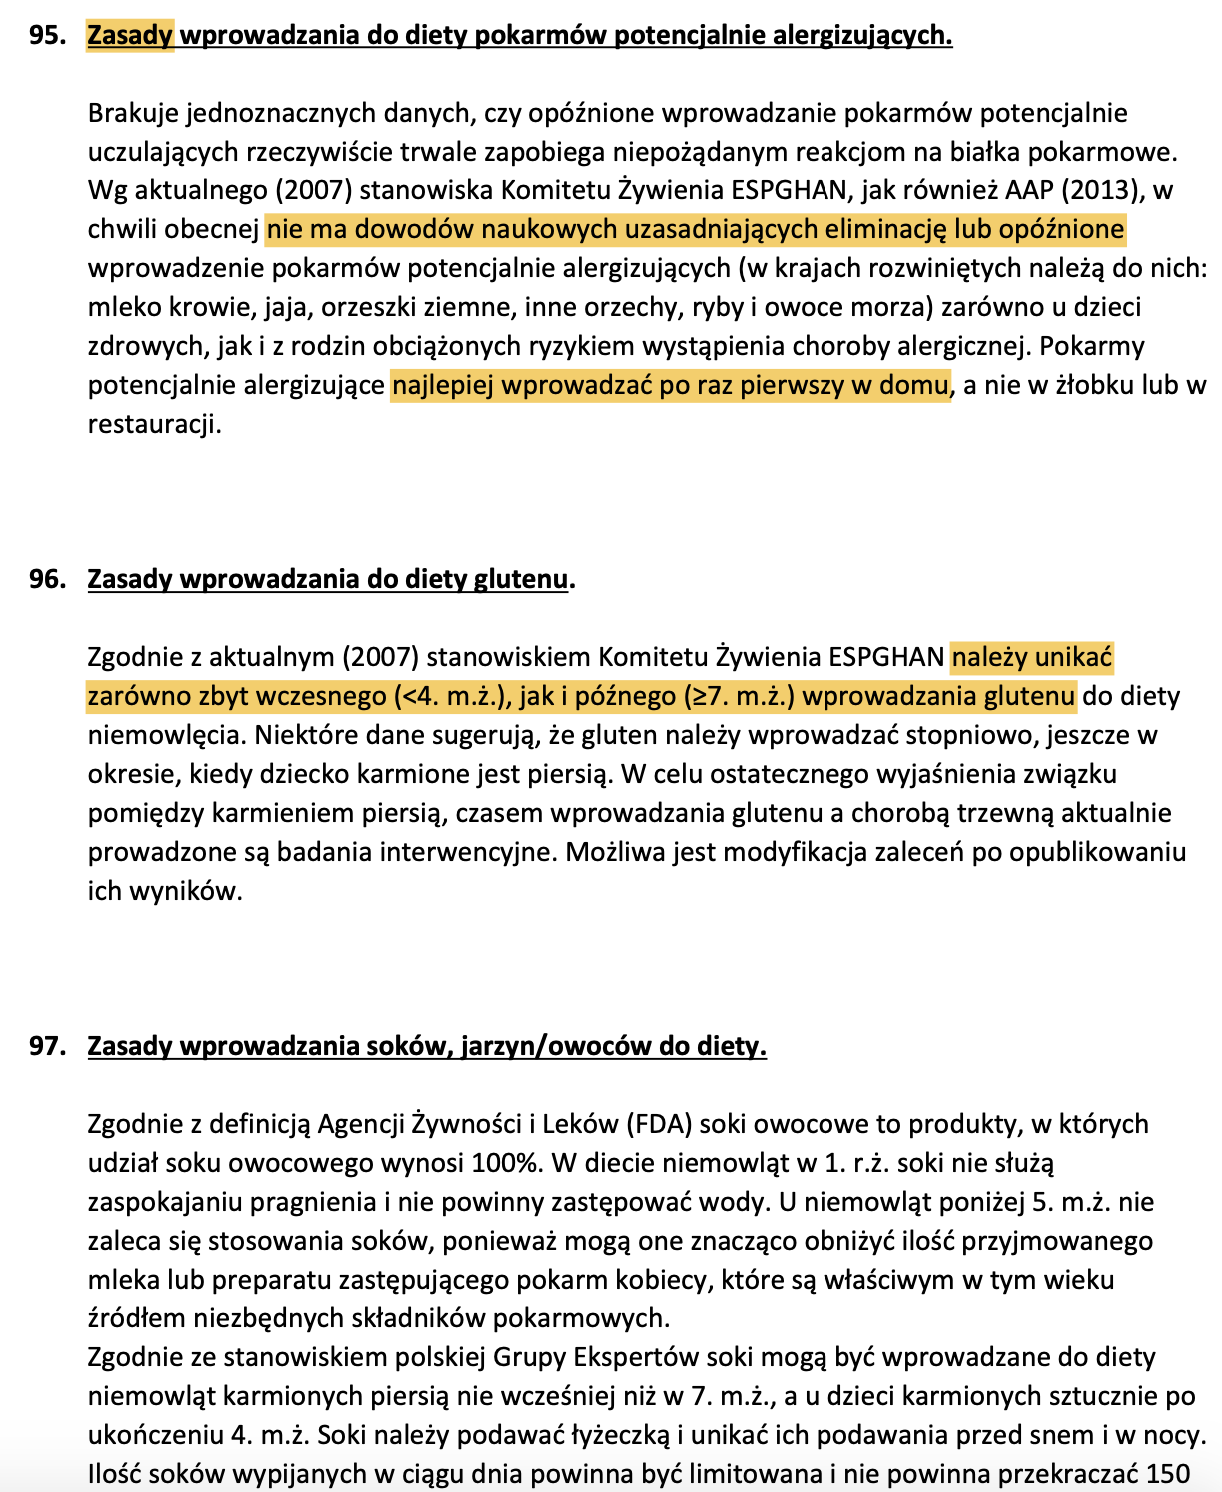 95. Zasady wprowadzania do diety pokarmów potencjalnie alergizujących.
Brakuje jednoznacznych danych, czy opóźnione wprowadzanie pokarmów potencjalnie
uczulających rzeczywiście trwale zapobiega niepożądanym reakcjom na białka pokarmowe.
Wg aktualnego (2007) stanowiska Komitetu Żywienia ESPGHAN, jak również AAP (2013), w
chwili obecnej nie ma dowodów naukowych uzasadniających eliminację lub opóźnione
wprowadzenie pokarmów potencjalnie alergizujących (w krajach rozwiniętych należą do nich:
mleko krowie, jaja, orzeszki ziemne, inne orzechy, ryby i owoce morza) zarówno u dzieci
zdrowych, jak i z rodzin obciążonych ryzykiem wystąpienia choroby alergicznej. Pokarmy
potencjalnie alergizujące najlepiej wprowadzać po raz pierwszy w domu, a nie w żłobku lub w
restauracji.
96. Zasady wprowadzania do diety glutenu.
Zgodnie z aktualnym (2007) stanowiskiem Komitetu Żywienia ESPGHAN należy unikać
zarówno zbyt wczesnego (<4. m.ż.), jak i późnego (≥7. m.ż.) wprowadzania glutenu do diety
niemowlęcia. Niektóre dane sugerują, że gluten należy wprowadzać stopniowo, jeszcze w
okresie, kiedy dziecko karmione jest piersią. W celu ostatecznego wyjaśnienia związku
pomiędzy karmieniem piersią, czasem wprowadzania glutenu a chorobą trzewną aktualnie
prowadzone są badania interwencyjne. Możliwa jest modyfikacja zaleceń po opublikowaniu
ich wyników.
97. Zasady wprowadzania soków, jarzyn/owoców do diety.
Zgodnie z definicją Agencji Żywności i Leków (FDA) soki owocowe to produkty, w których
udział soku owocowego wynosi 100%. W diecie niemowląt w 1. r.ż. soki nie służą
zaspokajaniu pragnienia i nie powinny zastępować wody. U niemowląt poniżej 5. m.ż. nie
zaleca się stosowania soków, ponieważ mogą one znacząco obniżyć ilość przyjmowanego
mleka lub preparatu zastępującego pokarm kobiecy, które są właściwym w tym wieku
źródłem niezbędnych składników pokarmowych.
Zgodnie ze stanowiskiem polskiej Grupy Ekspertów soki mogą być wprowadzane do diety
niemowląt karmionych piersią nie wcześniej niż w 7. m.ż., a u dzieci karmionych sztucznie po
ukończeniu 4. m.ż. Soki należy podawać łyżeczką i unikać ich podawania przed snem i w nocy.
Ilość soków wypijanych w ciągu dnia powinna być limitowana i nie powinna przekraczać 150